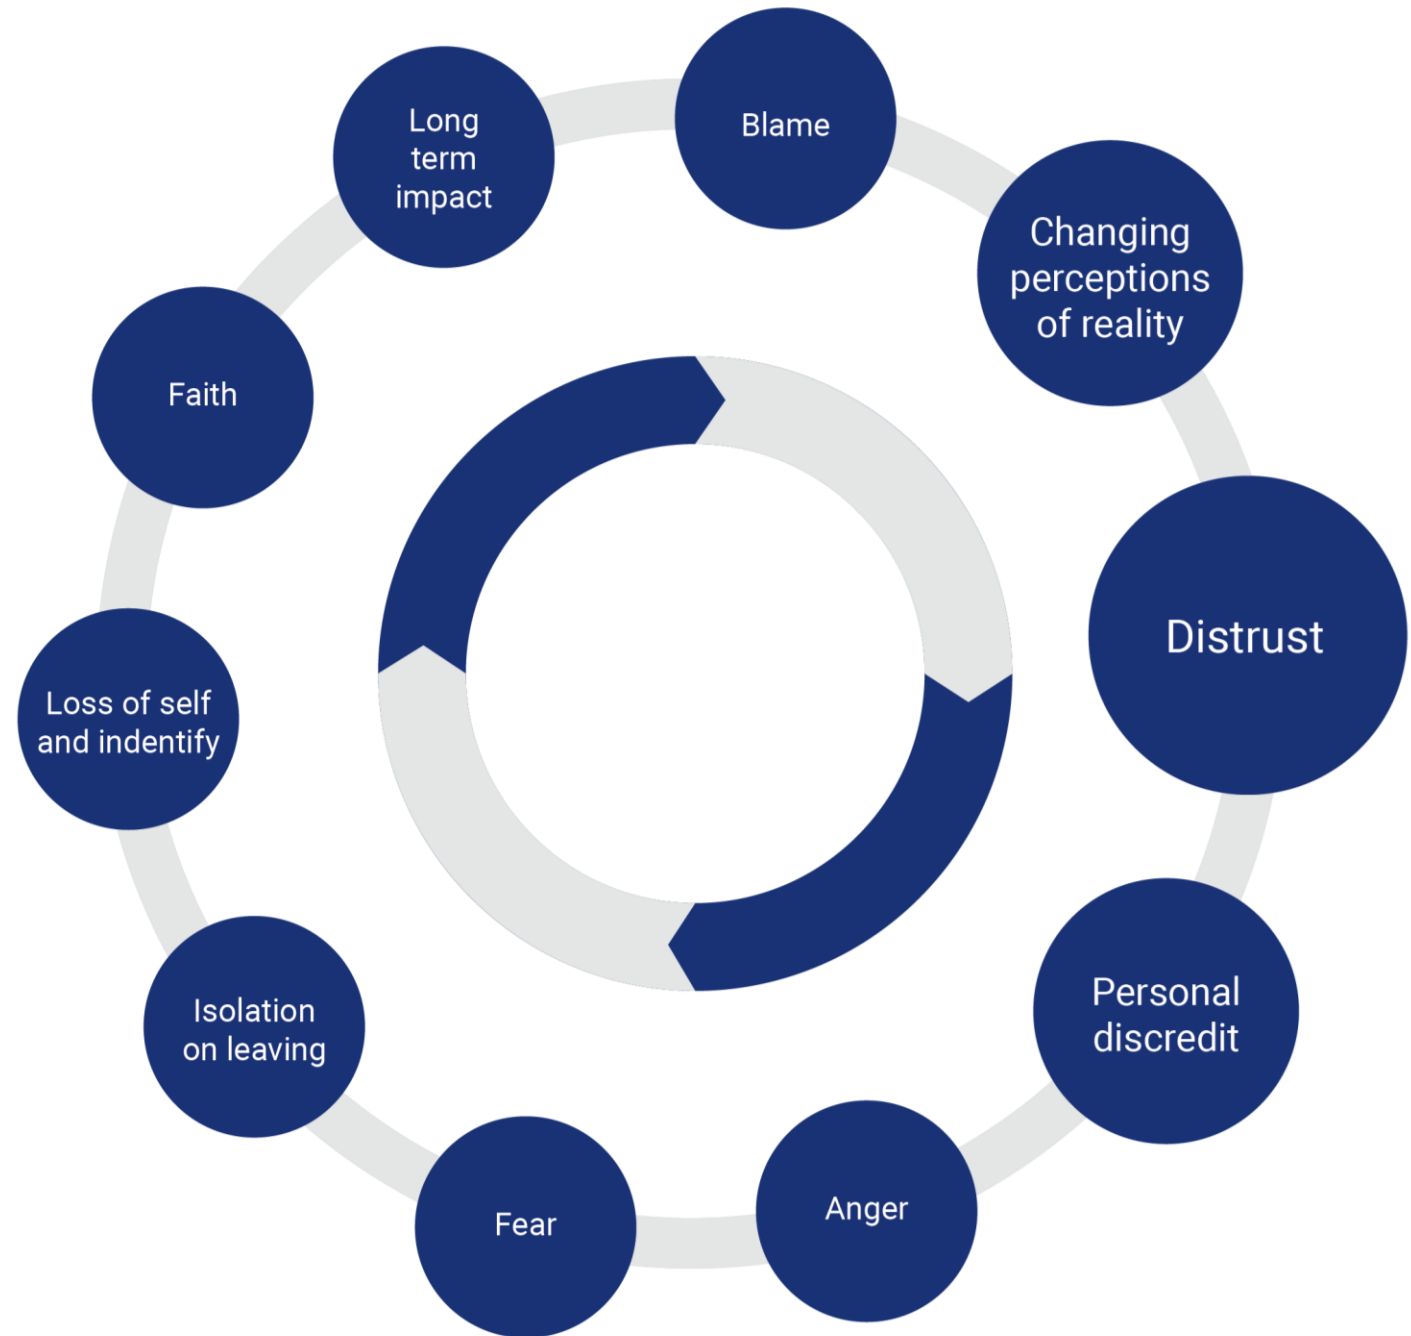 Blame
Changing
perceptions
of reality
Distrust
Personal
discredit
Anger
Fear
Isolation
on leaving
Loss of self
and indentify
Faith
Long
term
impact